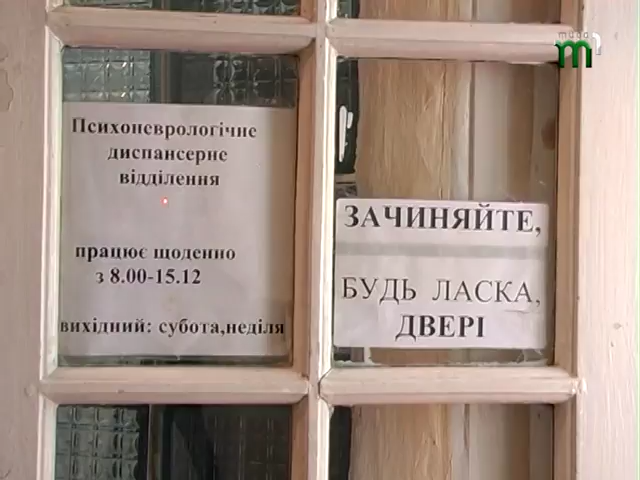 Психоневрологічне
диспансерне
відділення
працює щоденно
з 8.00-15.12
вихідний: субота,неділя
ЗАЧИНЯЙТЕ,
БУДЬ ЛАСКА,
ДВЕРІ